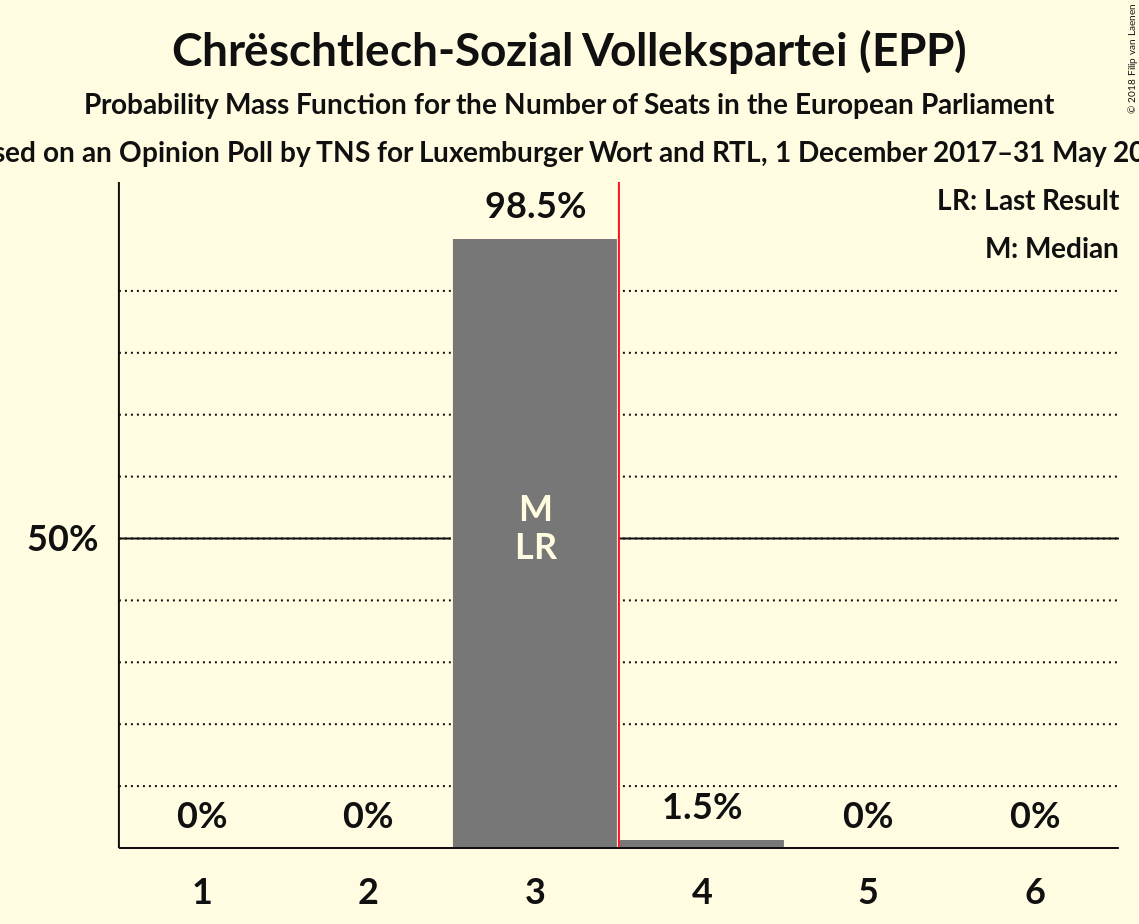 Chrëschtlech-Sozial Vollekspartei (EPP)
Probability Mass Function for the Number of Seats in the European Parliament
sed on an Opinion Poll by TNS for Luxemburger Wort and RTL, 1 December 2017–31 May 20
© 2018 Filip van Laenen
LR: Last Result
M: Median
98.5%
M
LR
50%
0%
0%
1.5%
0%
0%
1
2
3
4
5
6